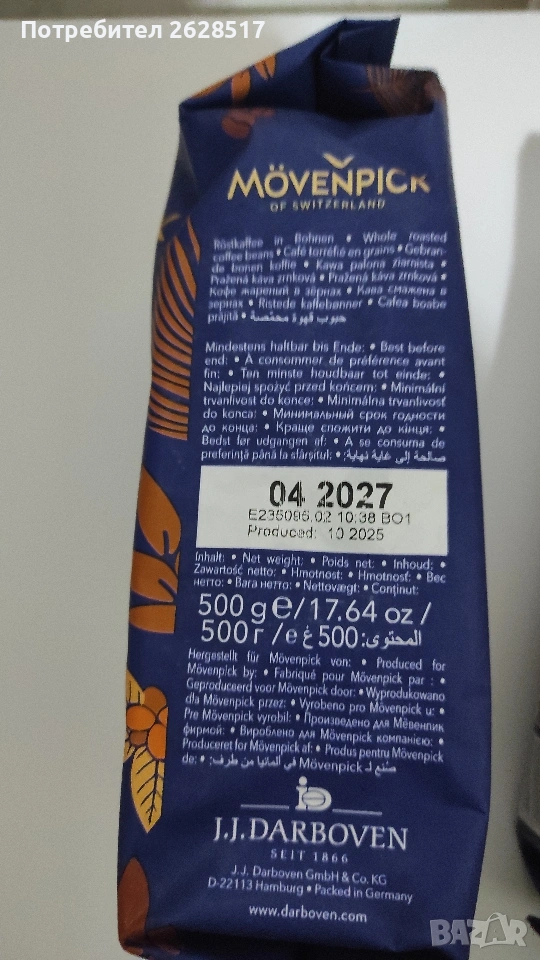 Потребител 2628517
MÖVENPICK
OF SWITZERLAND
Röstkaffee in Bohnen • Whole roasted
coffee beans • Café torréfié en grains • Gebran-
de bonen koffie • Kawa palona ziarnista •
Pražená káva zrnková • Pražená káva zrnková •
Кофе жареный в зёрнах • Кава смажена в
зернах • Ristede kaffebønner • Cafea boabe
prăjită • حبوب قهوة محمّصة
Mindestens haltbar bis Ende: • Best before
end: • A consommer de préférence avant
fin: • Ten minste houdbaar tot einde: •
Najlepiej spożyć przed końcem: • Minimální
trvanlivost do konce: • Minimálna trvanlivosť
do konca: • Минимальный срок годности
до конца: • Краще спожити до кінця: •
Bedst før udgangen af: • A se consuma de
preferință până la sfârșitul: • صالحة إلى غاية نهاية:
04 2027
E235096.02 10:38 BO1
Produced: 10 2025
Inhalt: • Net weight: • Poids net: • Inhoud: •
Zawartość netto: • Hmotnost: • Hmotnosť: • Вес
нетто: • Вага нетто: • Nettovægt: • Conținut:
500 g e/17.64 oz /
500 г /e المحتوى: 500 غ
Hergestellt für Mövenpick von: • Produced for
Mövenpick by: • Fabriqué pour Mövenpick par : •
Geproduceerd voor Mövenpick door: • Wyprodukowano
dla Mövenpick przez: • Vyrobeno pro Mövenpick u: •
Pre Mövenpick vyrobil: • Произведено для Мёвенпик
фирмой: • Вироблено для Mövenpick компанією: •
Produceret for Mövenpick af: • Produs pentru Mövenpick
de: • صُنع لـ Mövenpick في ألمانيا من طرف:
J.J.DARBOVEN
SEIT 1866
J.J. Darboven GmbH & Co. KG
D-22113 Hamburg • Packed in Germany
www.darboven.com
BAZAR